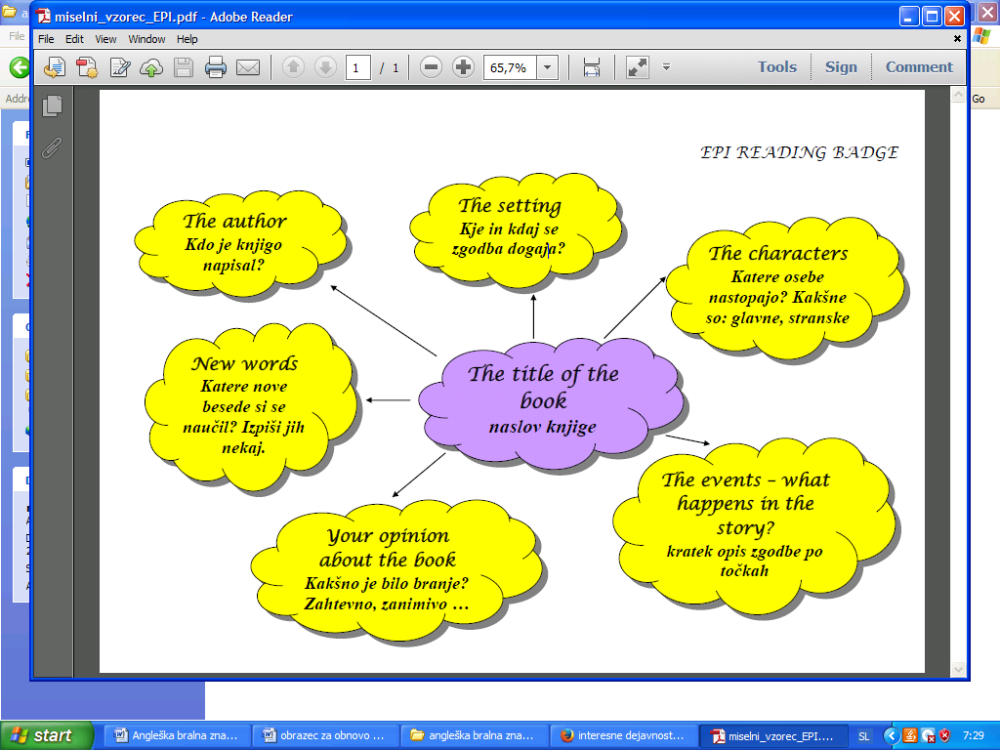 miselni_vzorec_EPI.pdf - Adobe Reader
File Edit View Window Help
1 / 1 65,7% Tools Sign Comment
Go
EPI READING BADGE
The author
Kdo je knjigo
napisal?
The setting
Kje in kdaj se
zgodba dogaja?
The characters
Katere osebe
nastopajo? Kakšne
so: glavne, stranske
New words
Katere nove
besede si se
naučil? Izpiši jih
nekaj.
The title of the
book
naslov knjige
The events – what
happens in the
story?
kratek opis zgodbe po
točkah
Your opinion
about the book
Kakšno je bilo branje?
Zahtevno, zanimivo …
start Angleška bralna zna... obrazec za obnovo ... angleška bralna zna... interesne dejavnost... miselni_vzorec_EPI.... SL 7:29